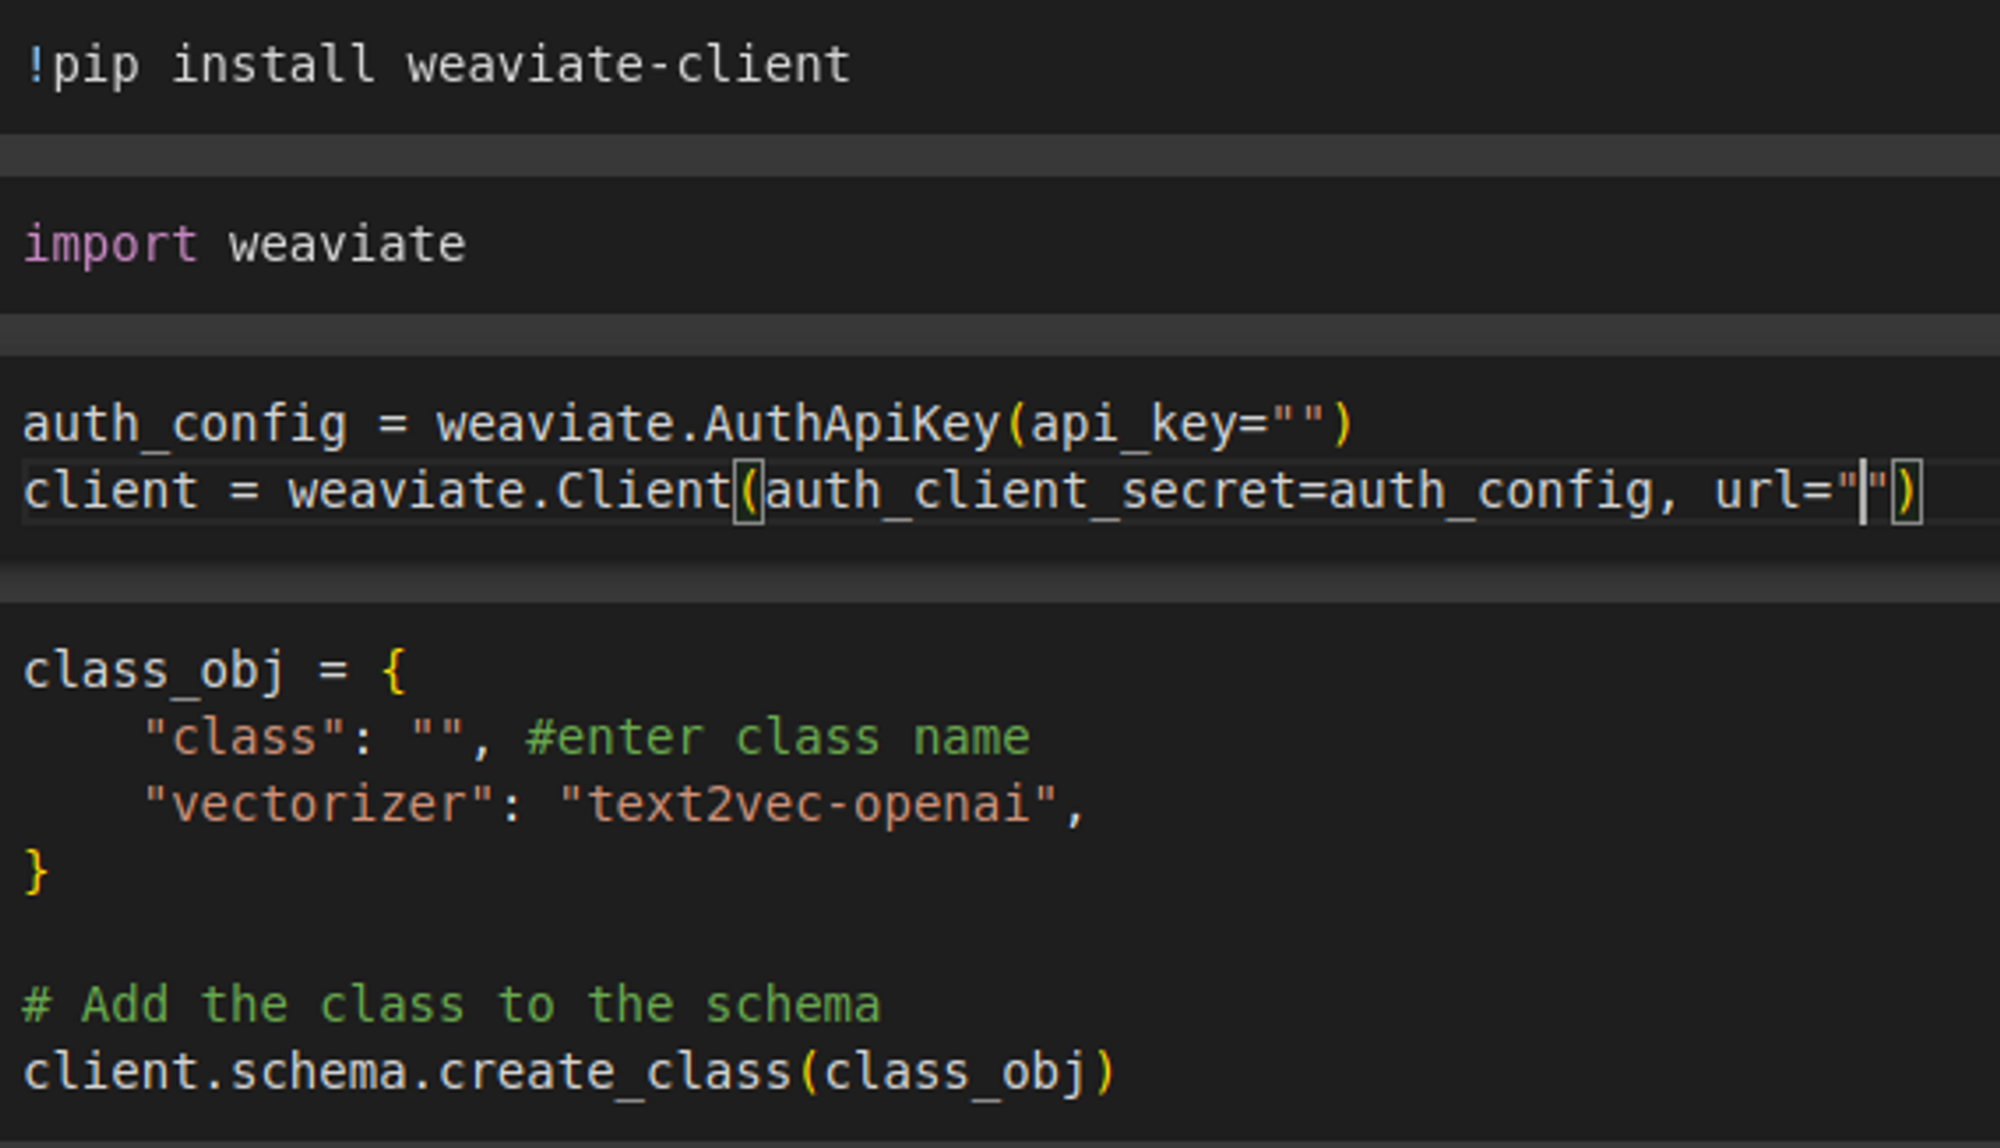 !pip install weaviate-client
import weaviate
auth_config = weaviate.AuthApiKey(api_key="")
client = weaviate.Client(auth_client_secret=auth_config, url="")
class_obj = {
    "class": "", #enter class name
    "vectorizer": "text2vec-openai",
}
# Add the class to the schema
client.schema.create_class(class_obj)